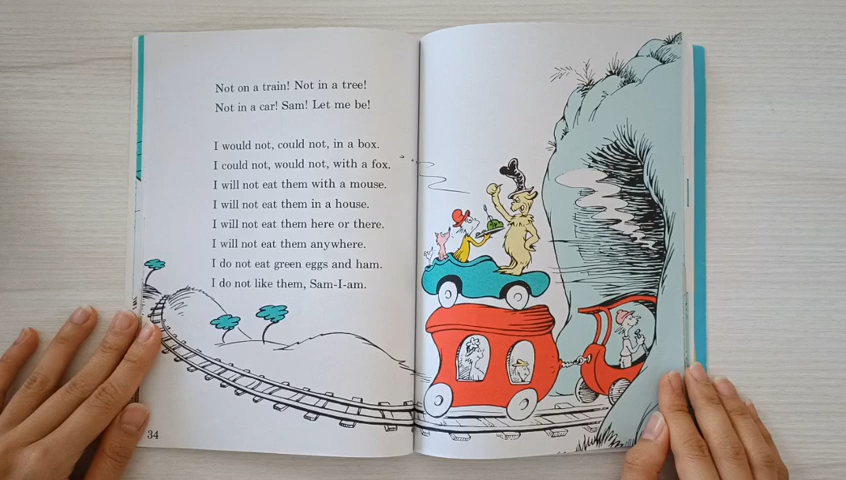 Not on a train! Not in a tree!
Not in a car! Sam! Let me be!
I would not, could not, in a box.
I could not, would not, with a fox.
I will not eat them with a mouse.
I will not eat them in a house.
I will not eat them here or there.
I will not eat them anywhere.
I do not eat green eggs and ham.
I do not like them, Sam-I-am.
34